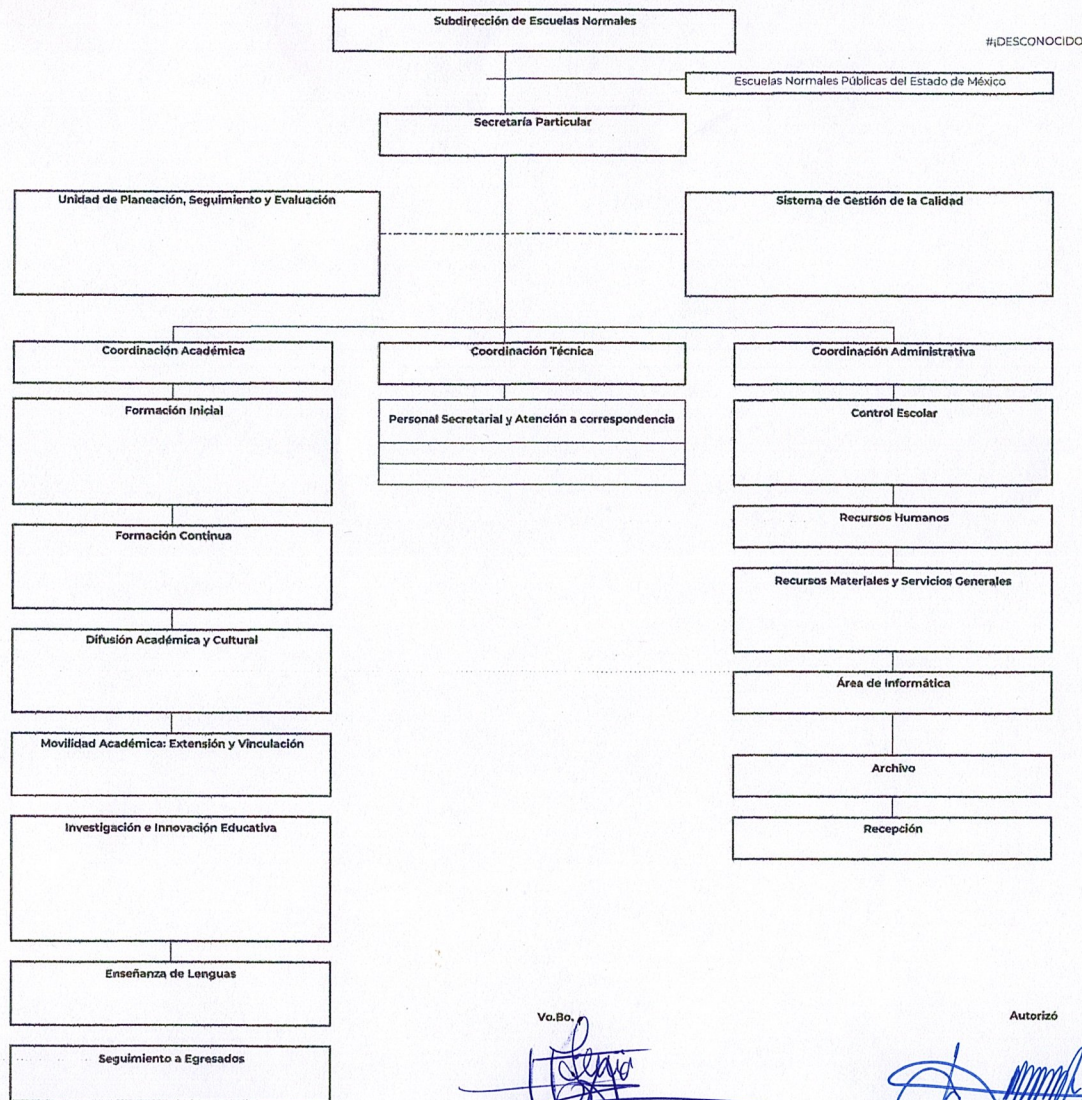 Subdirección de Escuelas Normales
#¡DESCONOCIDO
Escuelas Normales Públicas del Estado de México
Secretaría Particular
Unidad de Planeación, Seguimiento y Evaluación
Sistema de Gestión de la Calidad
Coordinación Académica
Coordinación Técnica
Coordinación Administrativa
Formación Inicial
Personal Secretarial y Atención a correspondencia
Control Escolar
Formación Continua
Recursos Humanos
Recursos Materiales y Servicios Generales
Difusión Académica y Cultural
Área de Informática
Movilidad Académica: Extensión y Vinculación
Archivo
Investigación e Innovación Educativa
Recepción
Enseñanza de Lenguas
Vo.Bo.
Autorizó
Seguimiento a Egresados